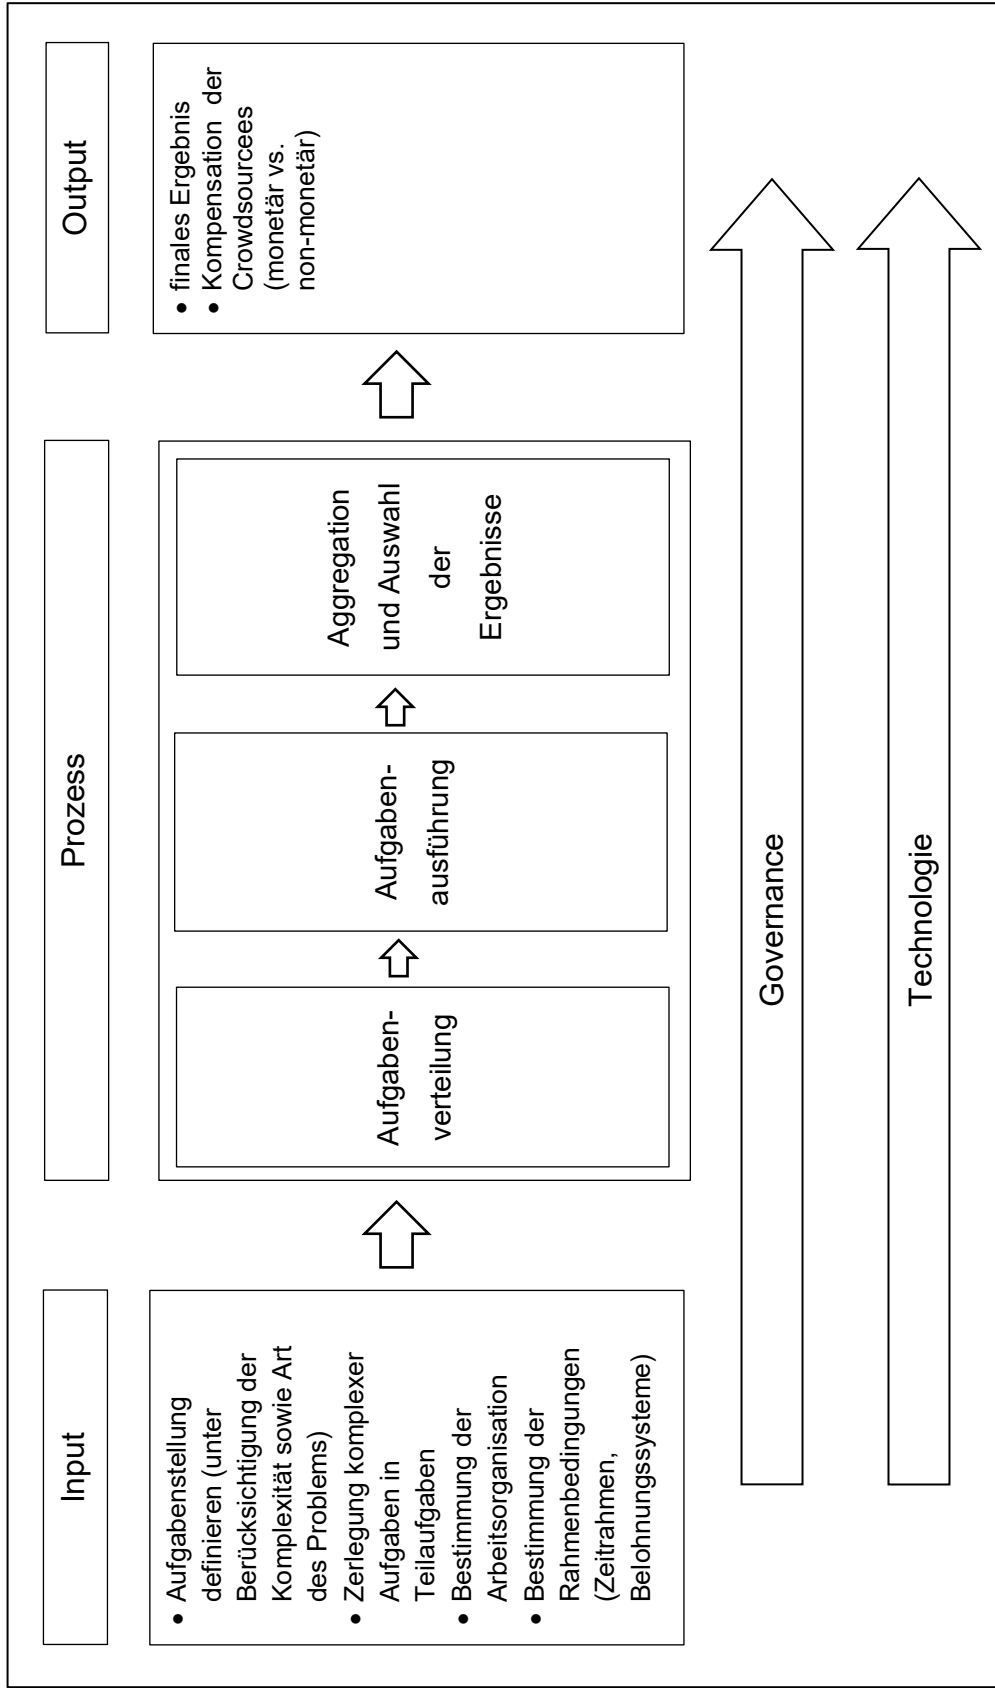 Input
Aufgabenstellung
definieren (unter
Berücksichtigung der
Komplexität sowie Art
des Problems)
Zerlegung komplexer
Aufgaben in
Teilaufgaben
Bestimmung der
Arbeitsorganisation
Bestimmung der
Rahmenbedingungen
(Zeitrahmen,
Belohnungssysteme)
Prozess
Aufgaben-
verteilung
Aufgaben-
ausführung
Aggregation
und Auswahl
der
Ergebnisse
Output
finales Ergebnis
Kompensation der
Crowdsourcees
(monetär vs.
non-monetär)
Governance
Technologie